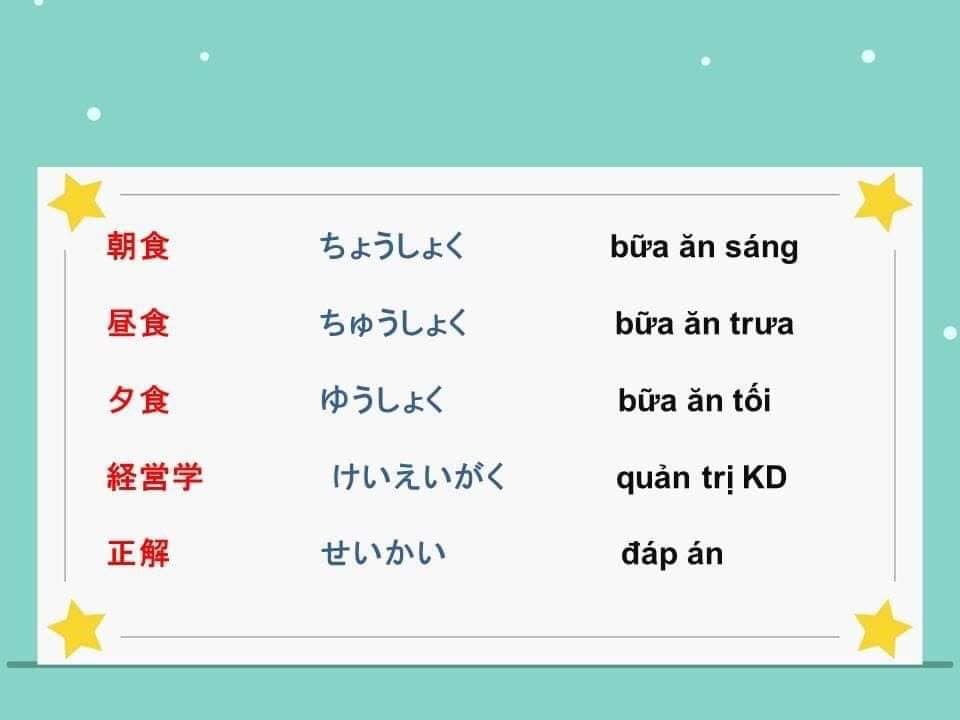 朝食 ちょうしょく bữa ăn sáng
昼食 ちゅうしょく bữa ăn trưa
夕食 ゆうしょく bữa ăn tối
経営学 けいえいがく quản trị KD
正解 せいかい đáp án